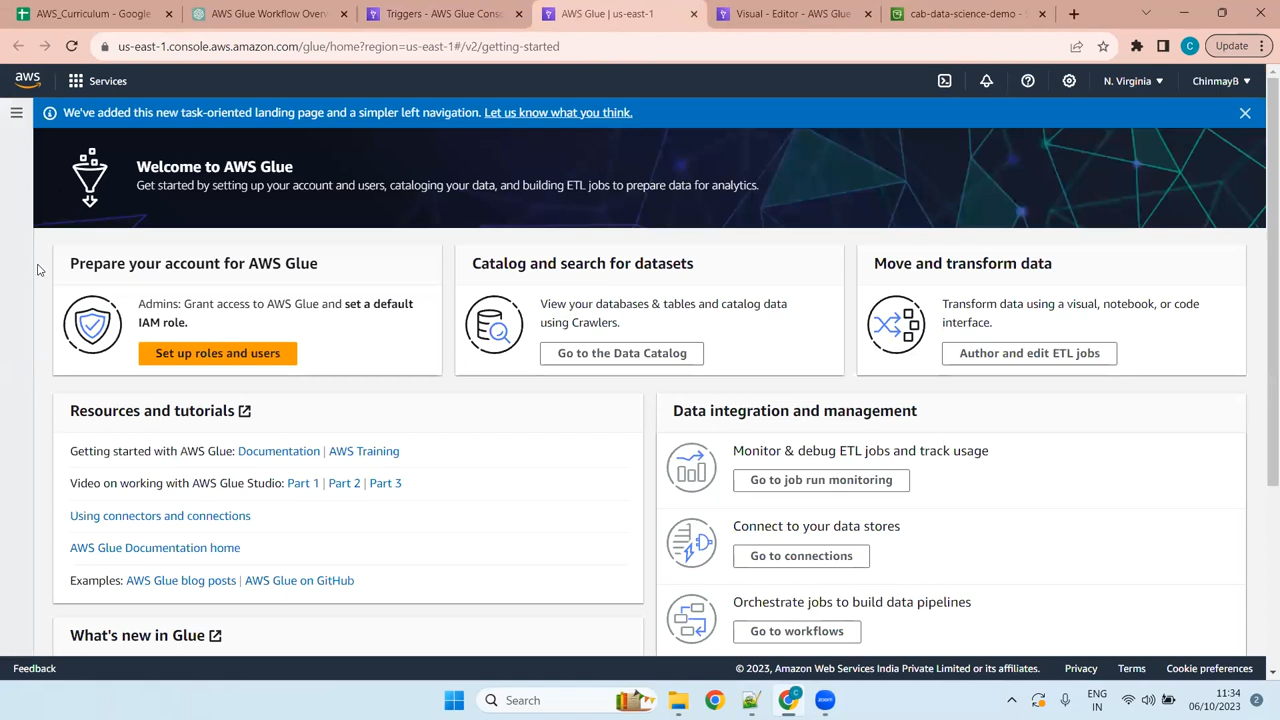 AWS_Curriculum - Google
AWS Glue Workflow Over
Triggers - AWS Glue Cons
AWS Glue | us-east-1
Visual - Editor - AWS Glue
cab-data-science-demo -
us-east-1.console.aws.amazon.com/glue/home?region=us-east-1#/v2/getting-started
C
Update
aws
Services
N. Virginia
ChinmayB
We've added this new task-oriented landing page and a simpler left navigation. Let us know what you think.
Welcome to AWS Glue
Get started by setting up your account and users, cataloging your data, and building ETL jobs to prepare data for analytics.
Prepare your account for AWS Glue
Admins: Grant access to AWS Glue and set a default
IAM role.
Set up roles and users
Catalog and search for datasets
View your databases & tables and catalog data
using Crawlers.
Go to the Data Catalog
Move and transform data
Transform data using a visual, notebook, or code
interface.
Author and edit ETL jobs
Resources and tutorials
Getting started with AWS Glue: Documentation | AWS Training
Video on working with AWS Glue Studio: Part 1 | Part 2 | Part 3
Using connectors and connections
AWS Glue Documentation home
Examples: AWS Glue blog posts | AWS Glue on GitHub
What's new in Glue
Data integration and management
Monitor & debug ETL jobs and track usage
Go to job run monitoring
Connect to your data stores
Go to connections
Orchestrate jobs to build data pipelines
Go to workflows
Feedback
© 2023, Amazon Web Services India Private Limited or its affiliates.
Privacy
Terms
Cookie preferences
Search
zoom
ENG
IN
11:34
06/10/2023
2